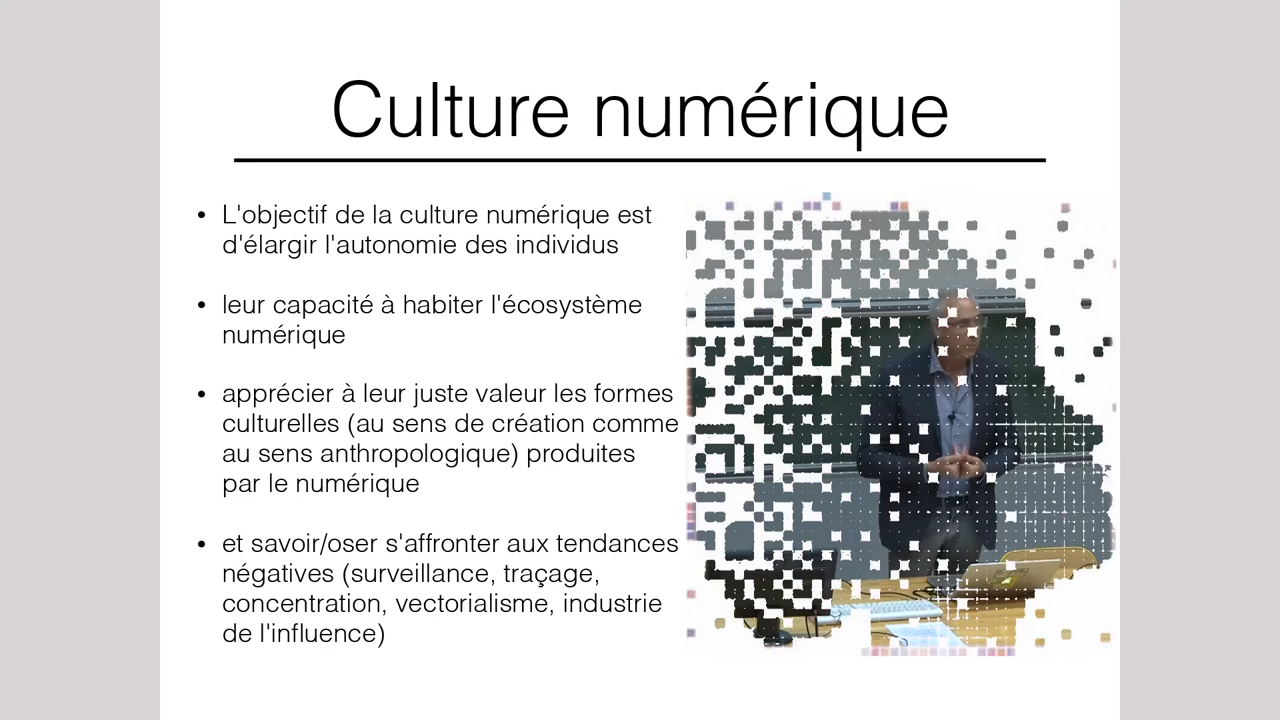 Culture numérique
• L'objectif de la culture numérique est
d'élargir l'autonomie des individus
• leur capacité à habiter l'écosystème
numérique
• apprécier à leur juste valeur les formes
culturelles (au sens de création comme
au sens anthropologique) produites
par le numérique
• et savoir/oser s'affronter aux tendances
négatives (surveillance, traçage,
concentration, vectorialisme, industrie
de l'influence)